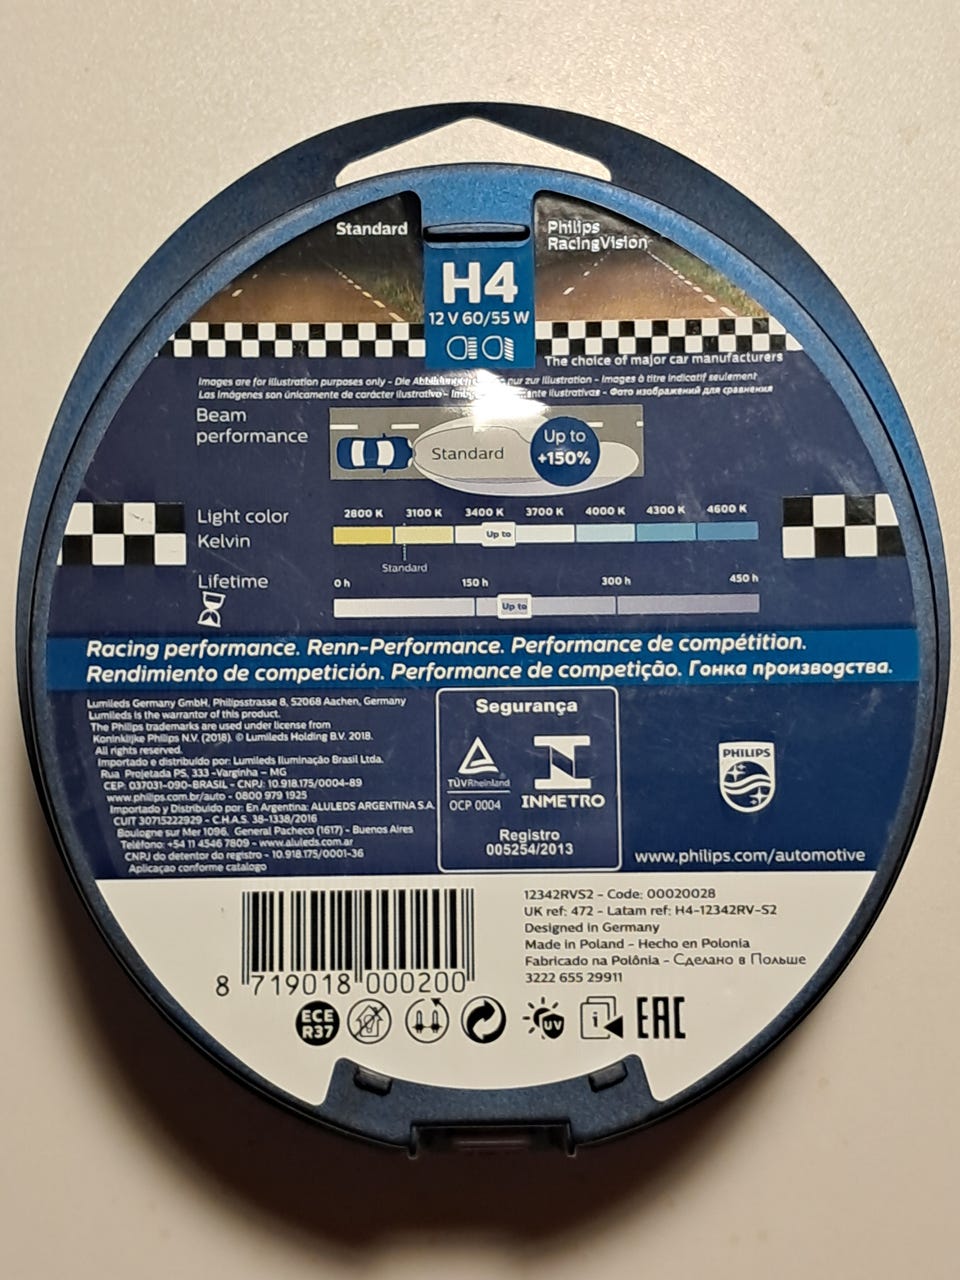 Standard
Philips
RacingVision
H4
12 V 60/55 W
The choice of major car manufacturers
Images are for illustration purposes only - Die nur zur Illustration - Images à titre indicatif seulement
Las Imágenes son únicamente de carácter ilustrativo - ilustrativas - Фото изображений для сравнения
Beam
performance
Standard
Up to
+150%
Light color
Kelvin
2800 K 3100 K 3400 K 3700 K 4000 K 4300 K 4600 K
Up to
Standard
Lifetime
0 h 150 h 300 h 450 h
Up to
Racing performance. Renn-Performance. Performance de compétition.
Rendimiento de competición. Performance de competição. Гонка производства.
Lumileds Germany GmbH, Philipsstrasse 8, 52068 Aachen, Germany
Lumileds is the warrantor of this product.
The Philips trademarks are used under license from
Koninklijke Philips N.V. (2018). © Lumileds Holding B.V. 2018.
All rights reserved.
Importado e distribuído por: Lumileds Iluminação Brasil Ltda.
Rua Projetada PS, 333 -Varginha – MG
CEP: 037031-090-BRASIL - CNPJ: 10.918.175/0004-89
www.philips.com.br/auto - 0800 979 1925
Importado y Distribuido por: En Argentina: ALULEDS ARGENTINA S.A.
CUIT 30715222929 - C.H.A.S. 38-1338/2016
Boulogne sur Mer 1096. General Pacheco (1617) - Buenos Aires
Teléfono: +54 11 4546 7809 - www.aluleds.com.ar
CNPJ do detentor do registro - 10.918.175/0001-36
Aplicaçao conforme catalogo
Segurança
TÜVRheinland
OCP 0004
INMETRO
Registro
005254/2013
PHILIPS
www.philips.com/automotive
8 719018 000200
12342RVS2 - Code: 00020028
UK ref: 472 - Latam ref: H4-12342RV-S2
Designed in Germany
Made in Poland - Hecho en Polonia
Fabricado na Polônia - Сделано в Польше
3222 655 29911
ECE
R37
UV
i
EAC